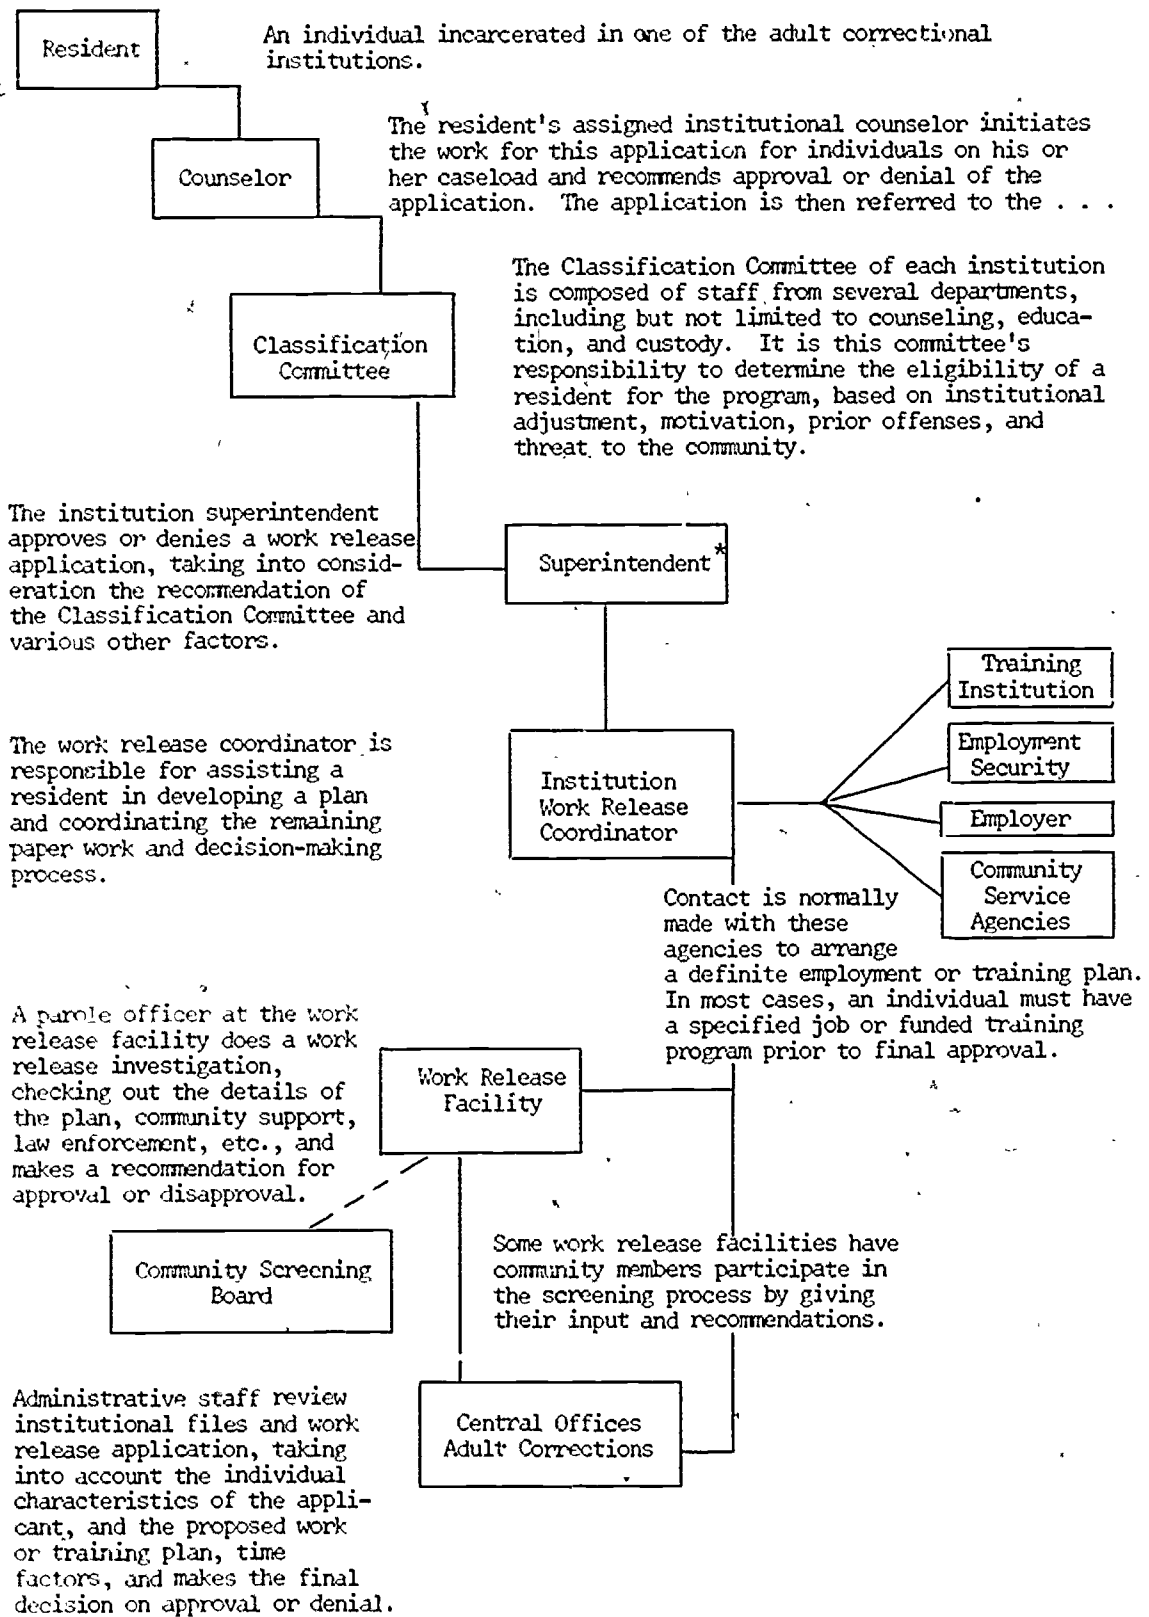 Resident
An individual incarcerated in one of the adult correctional
institutions.
The resident's assigned institutional counselor initiates
the work for this application for individuals on his or
her caseload and recommends approval or denial of the
application. The application is then referred to the . . .
Counselor
The Classification Committee of each institution
is composed of staff from several departments,
including but not limited to counseling, educa-
tion, and custody. It is this committee's
responsibility to determine the eligibility of a
resident for the program, based on institutional
adjustment, motivation, prior offenses, and
threat to the community.
Classification
Committee
The institution superintendent
approves or denies a work release
application, taking into consid-
eration the recommendation of
the Classification Committee and
various other factors.
Superintendent*
Training
Institution
Employment
Security
Employer
Community
Service
Agencies
The work release coordinator is
responsible for assisting a
resident in developing a plan
and coordinating the remaining
paper work and decision-making
process.
Institution
Work Release
Coordinator
Contact is normally
made with these
agencies to arrange
a definite employment or training plan.
In most cases, an individual must have
a specified job or funded training
program prior to final approval.
A parole officer at the work
release facility does a work
release investigation,
checking out the details of
the plan, community support,
law enforcement, etc., and
makes a recommendation for
approval or disapproval.
Work Release
Facility
Community Screening
Board
Some work release facilities have
community members participate in
the screening process by giving
their input and recommendations.
Administrative staff review
institutional files and work
release application, taking
into account the individual
characteristics of the appli-
cant, and the proposed work
or training plan, time
factors, and makes the final
decision on approval or denial.
Central Offices
Adult Corrections